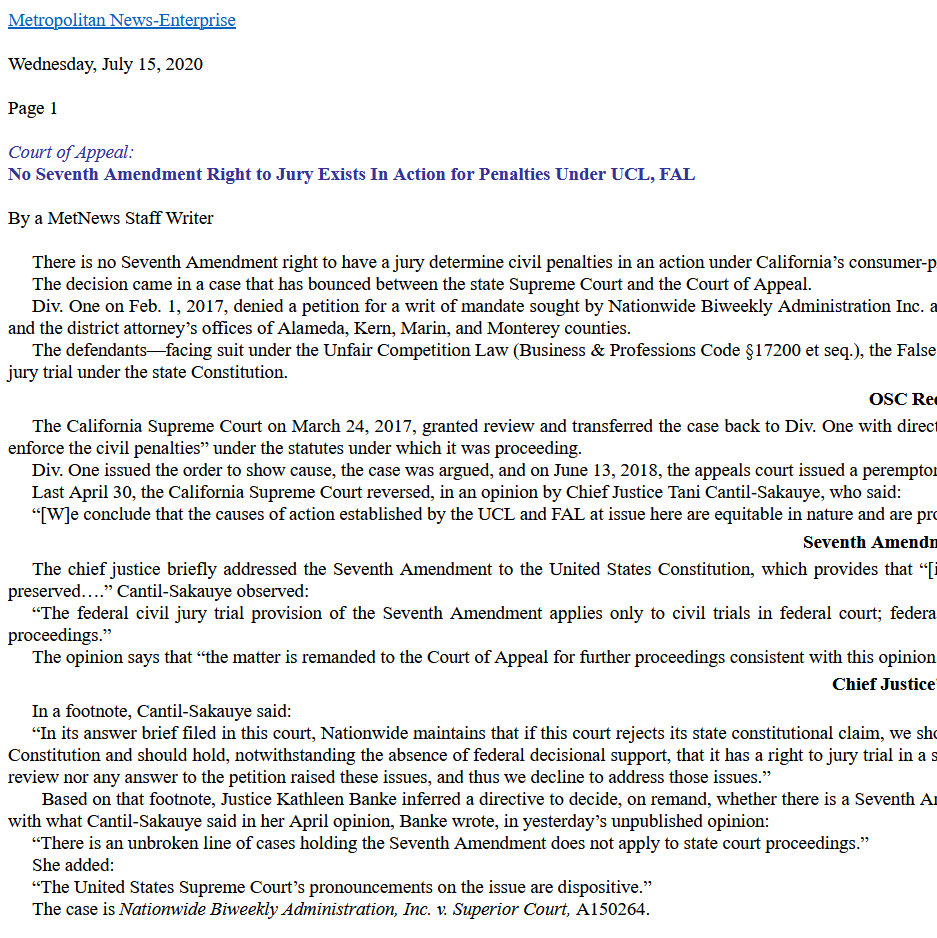 Metropolitan News-Enterprise
Wednesday, July 15, 2020
Page 1
Court of Appeal:
No Seventh Amendment Right to Jury Exists In Action for Penalties Under UCL, FAL
By a MetNews Staff Writer
There is no Seventh Amendment right to have a jury determine civil penalties in an action under California’s consumer-p
The decision came in a case that has bounced between the state Supreme Court and the Court of Appeal.
Div. One on Feb. 1, 2017, denied a petition for a writ of mandate sought by Nationwide Biweekly Administration Inc. a
and the district attorney’s offices of Alameda, Kern, Marin, and Monterey counties.
The defendants—facing suit under the Unfair Competition Law (Business & Professions Code §17200 et seq.), the False
jury trial under the state Constitution.
OSC Rec
The California Supreme Court on March 24, 2017, granted review and transferred the case back to Div. One with direct
enforce the civil penalties” under the statutes under which it was proceeding.
Div. One issued the order to show cause, the case was argued, and on June 13, 2018, the appeals court issued a perempto
Last April 30, the California Supreme Court reversed, in an opinion by Chief Justice Tani Cantil-Sakauye, who said:
“[W]e conclude that the causes of action established by the UCL and FAL at issue here are equitable in nature and are pro
Seventh Amendm
The chief justice briefly addressed the Seventh Amendment to the United States Constitution, which provides that “[i
preserved….” Cantil-Sakauye observed:
“The federal civil jury trial provision of the Seventh Amendment applies only to civil trials in federal court; federa
proceedings.”
The opinion says that “the matter is remanded to the Court of Appeal for further proceedings consistent with this opinion
Chief Justice’
In a footnote, Cantil-Sakauye said:
“In its answer brief filed in this court, Nationwide maintains that if this court rejects its state constitutional claim, we sho
Constitution and should hold, notwithstanding the absence of federal decisional support, that it has a right to jury trial in a s
review nor any answer to the petition raised these issues, and thus we decline to address those issues.”
Based on that footnote, Justice Kathleen Banke inferred a directive to decide, on remand, whether there is a Seventh A
with what Cantil-Sakauye said in her April opinion, Banke wrote, in yesterday’s unpublished opinion:
“There is an unbroken line of cases holding the Seventh Amendment does not apply to state court proceedings.”
She added:
“The United States Supreme Court’s pronouncements on the issue are dispositive.”
The case is Nationwide Biweekly Administration, Inc. v. Superior Court, A150264.